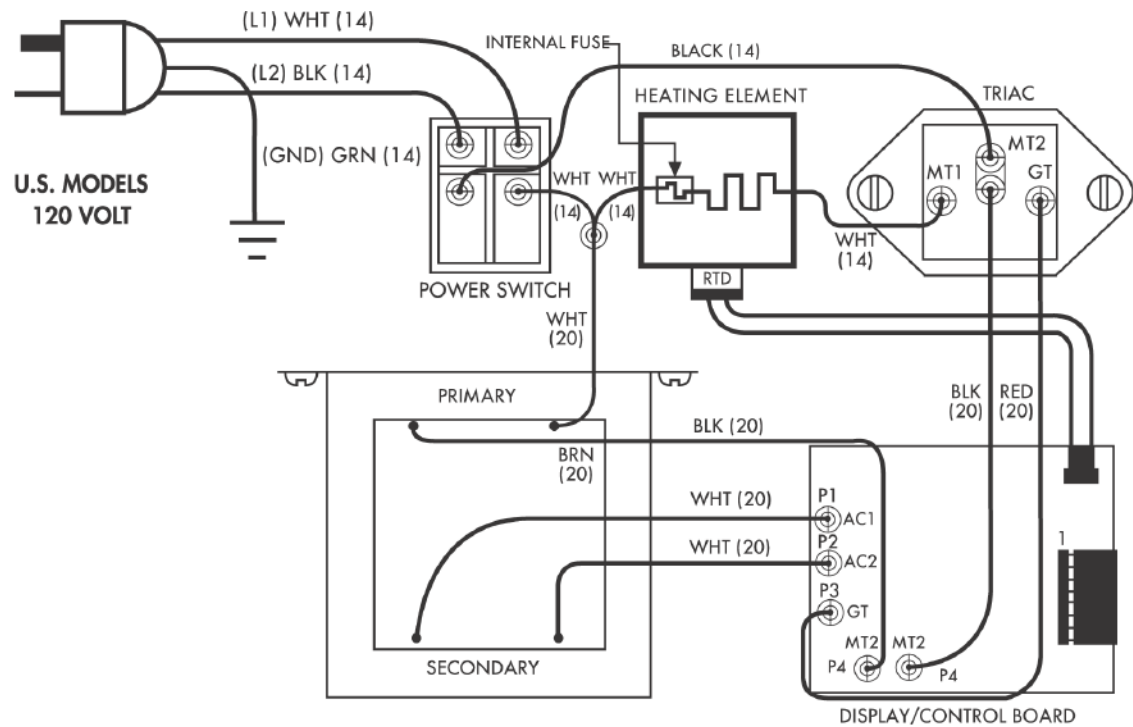 (L1) WHT (14)
INTERNAL FUSE
BLACK (14)
(L2) BLK (14)
HEATING ELEMENT
TRIAC
(GND) GRN (14)
MT2
MT1
GT
U.S. MODELS
120 VOLT
WHT
WHT
(14)
(14)
WHT
(14)
RTD
POWER SWITCH
WHT
(20)
PRIMARY
BLK
(20)
RED
(20)
BLK (20)
BRN
(20)
WHT (20)
P1
AC1
WHT (20)
P2
AC2
1
P3
GT
MT2
MT2
P4
P4
SECONDARY
DISPLAY/CONTROL BOARD